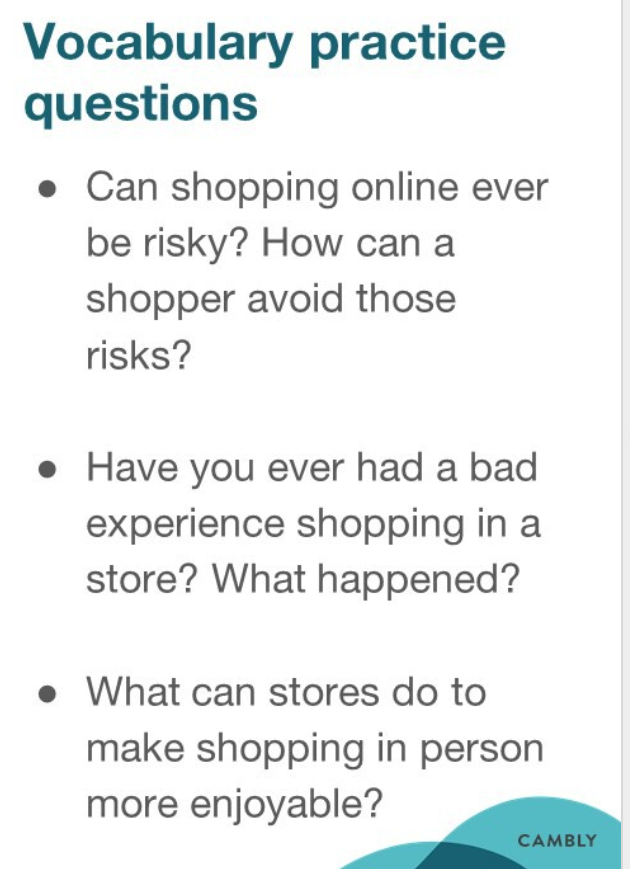 Vocabulary practice
questions
● Can shopping online ever
be risky? How can a
shopper avoid those
risks?
● Have you ever had a bad
experience shopping in a
store? What happened?
● What can stores do to
make shopping in person
more enjoyable?
CAMBLY